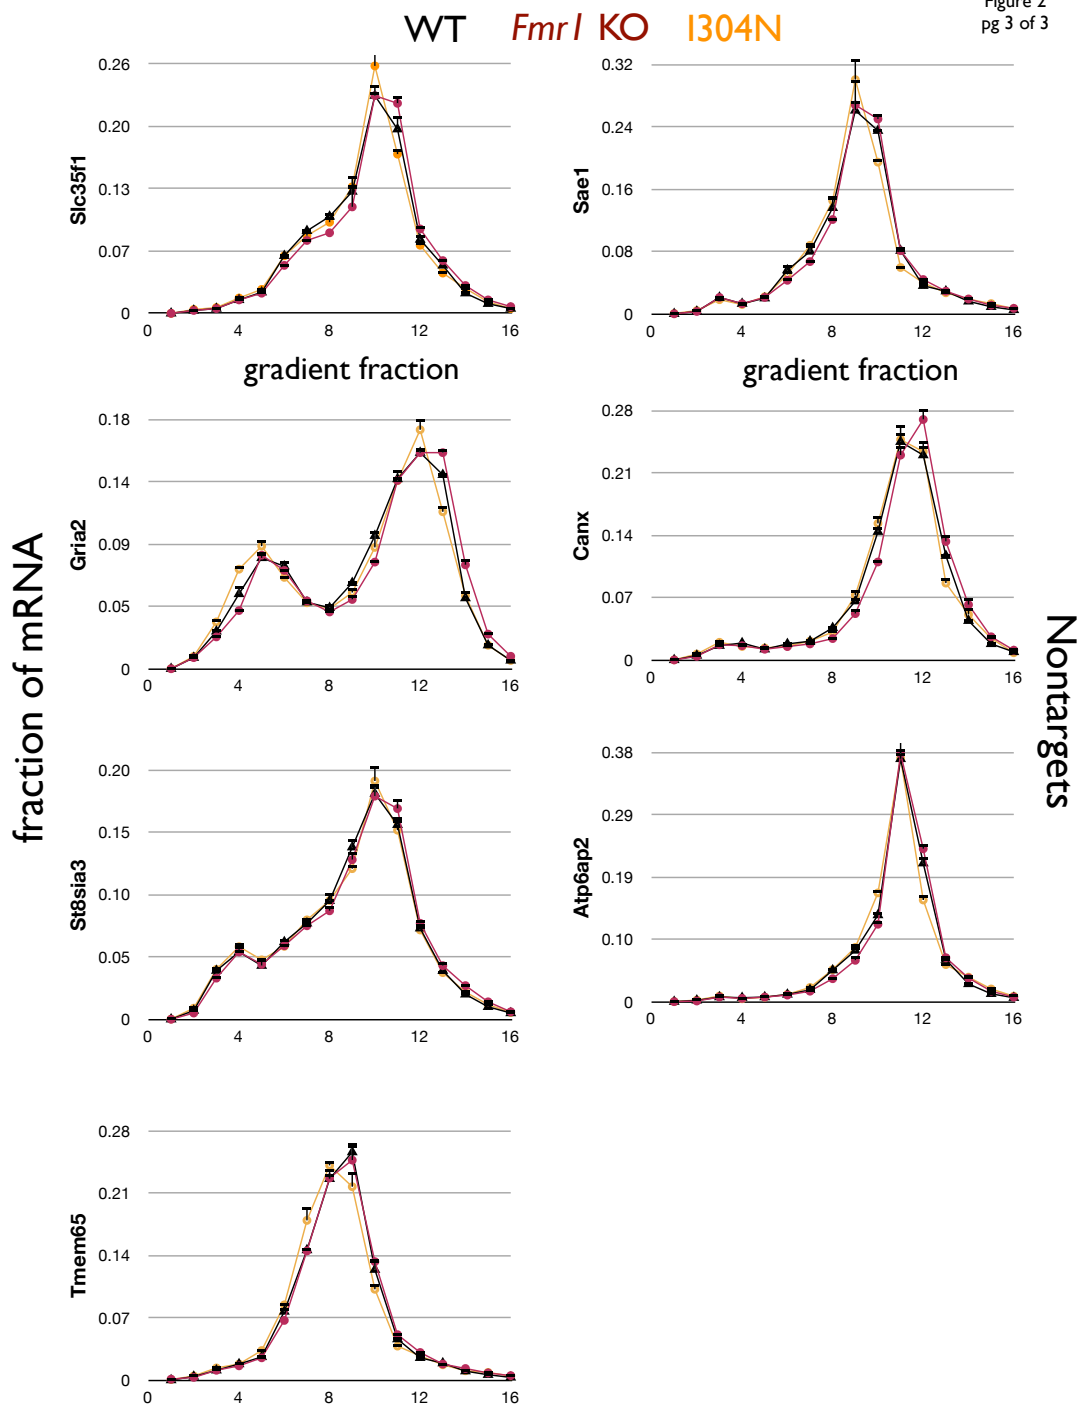 Figure 2
pg 3 of 3
WT Fmr1 KO I304N
0.26
0.20
0.13
0.07
0
Slc35f1
0 4 8 12 16
gradient fraction
0.32
0.24
0.16
0.08
0
Sae1
0 4 8 12 16
gradient fraction
fraction of mRNA
0.18
0.14
0.09
0.05
0
Gria2
0 4 8 12 16
0.28
0.21
0.14
0.07
0
Canx
0 4 8 12 16
Nontargets
0.20
0.15
0.10
0.05
0
St8sia3
0 4 8 12 16
0.38
0.29
0.19
0.10
0
Atp6ap2
0 4 8 12 16
0.28
0.21
0.14
0.07
0
Tmem65
0 4 8 12 16